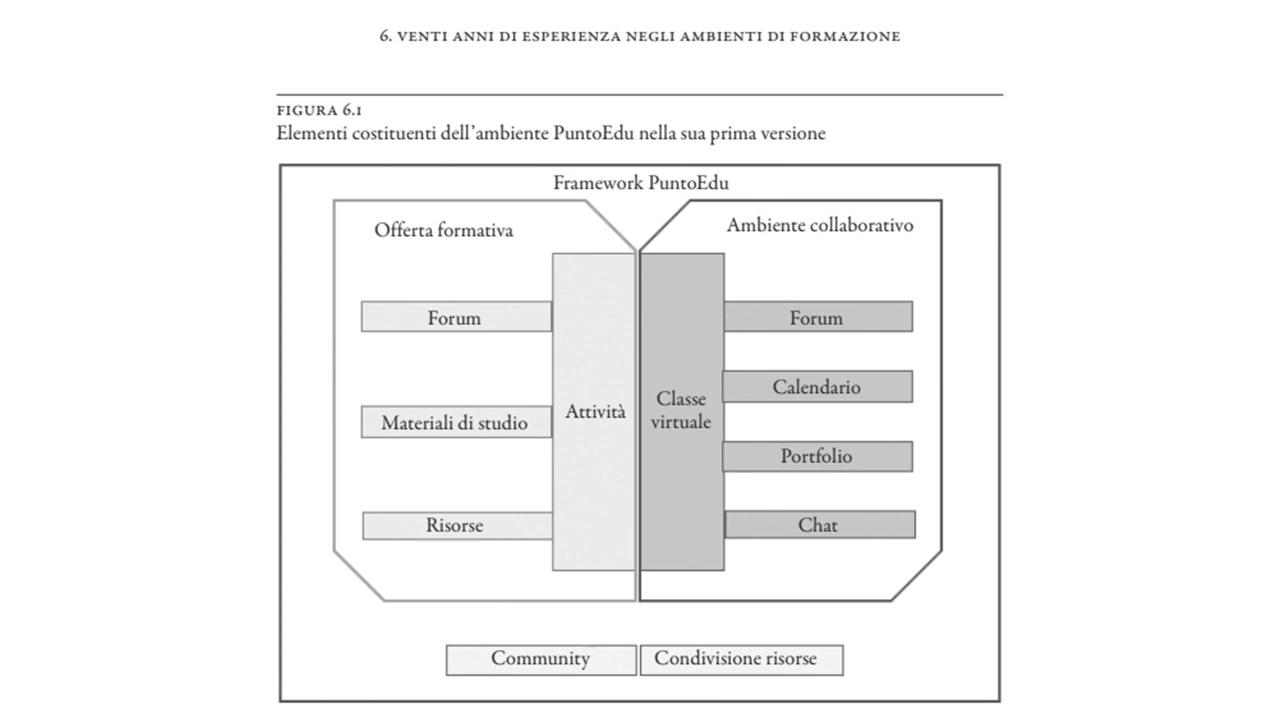 6. VENTI ANNI DI ESPERIENZA NEGLI AMBIENTI DI FORMAZIONE
FIGURA 6.1
Elementi costituenti dell’ambiente PuntoEdu nella sua prima versione
Framework PuntoEdu
Offerta formativa
Forum
Materiali di studio
Risorse
Attività
Ambiente collaborativo
Classe
virtuale
Forum
Calendario
Portfolio
Chat
Community
Condivisione risorse